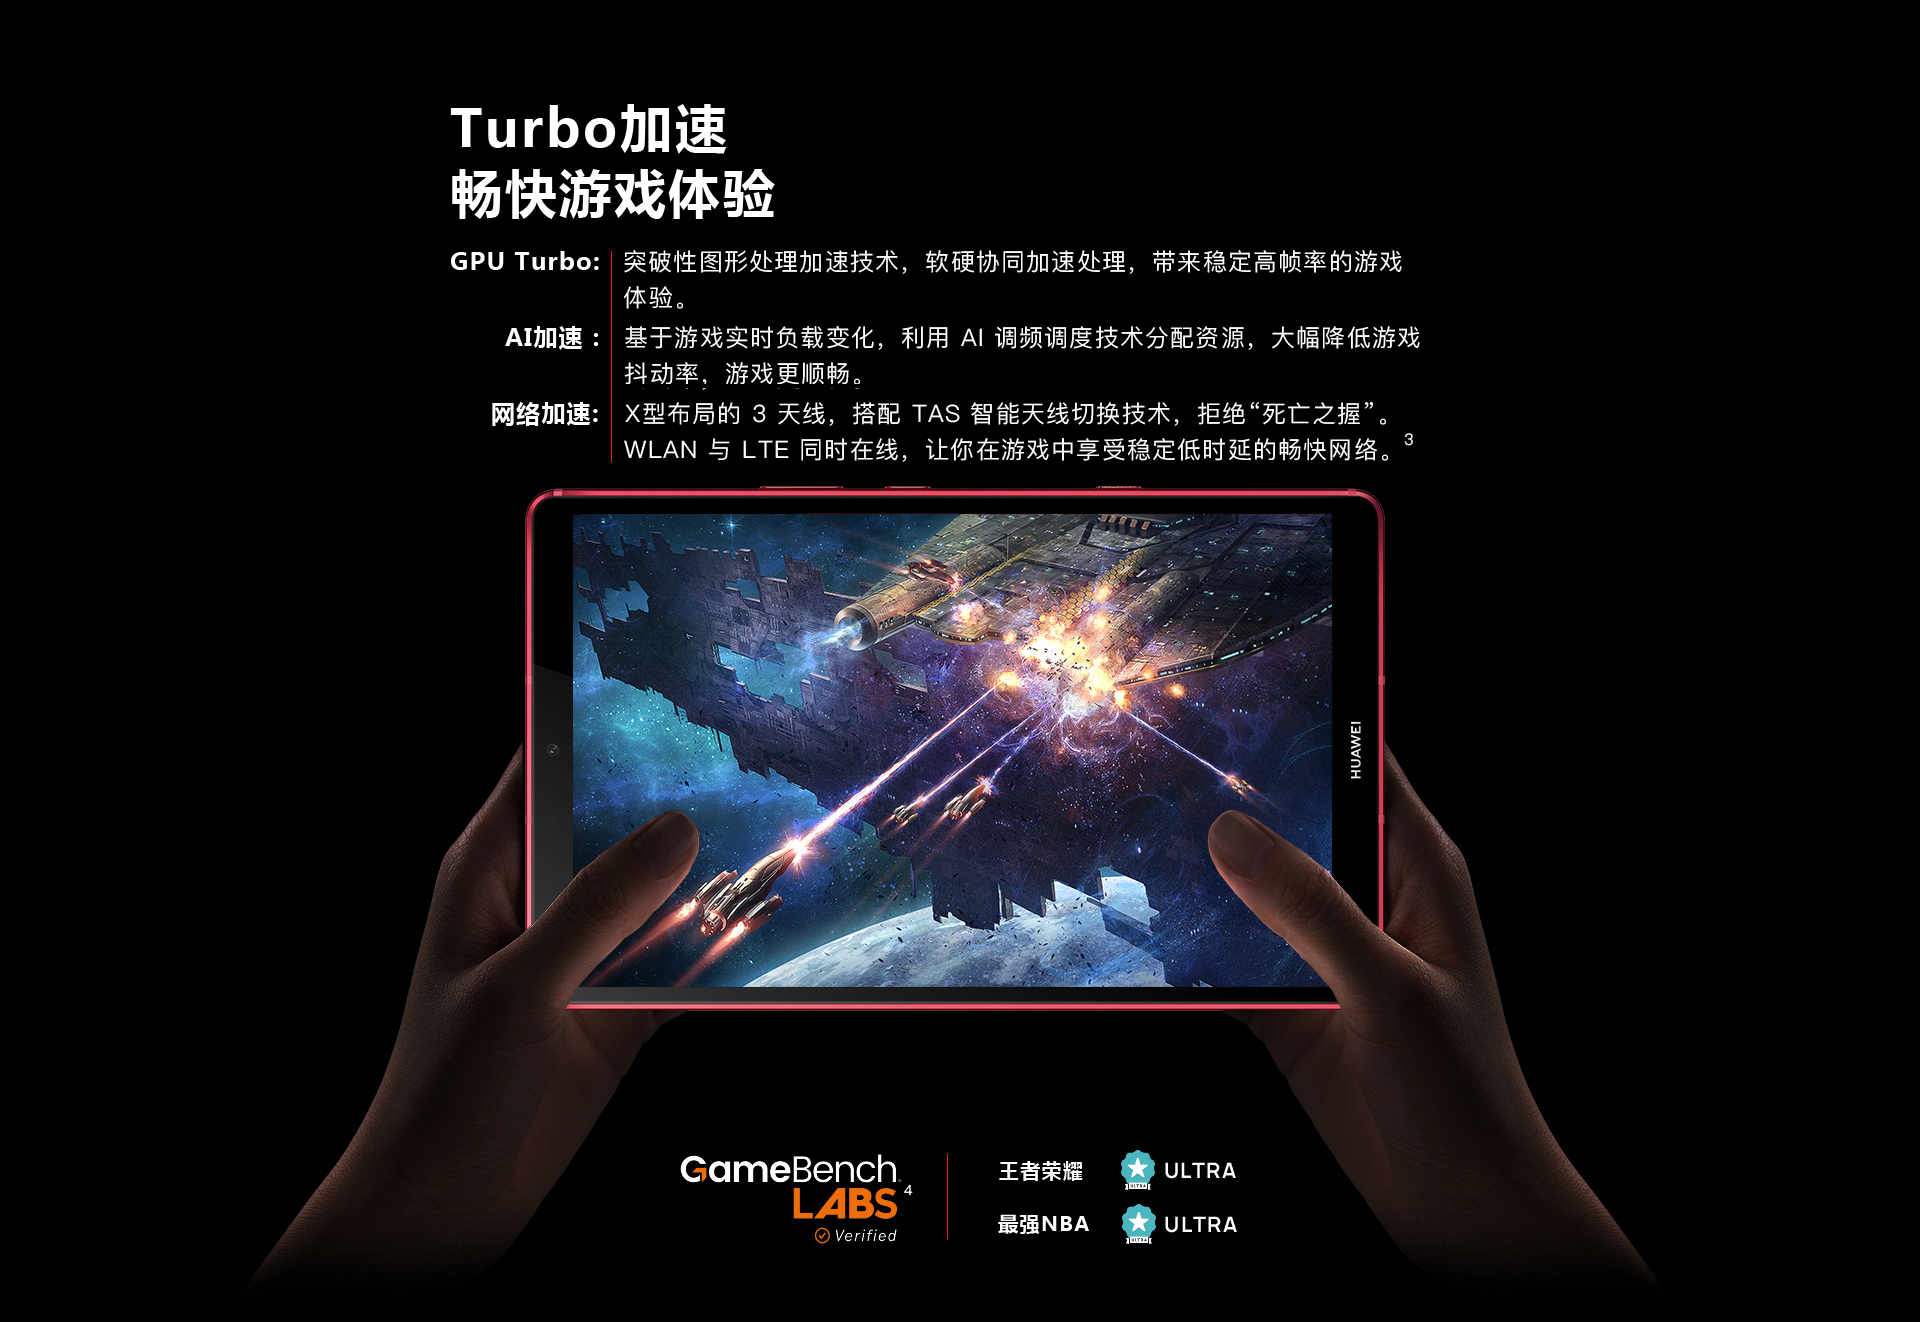 Turbo加速
畅快游戏体验
GPU Turbo: 突破性图形处理加速技术，软硬协同加速处理，带来稳定高帧率的游戏
体验。
AI加速： 基于游戏实时负载变化，利用 AI 调频调度技术分配资源，大幅降低游戏
抖动率，游戏更顺畅。
网络加速: X型布局的 3 天线，搭配 TAS 智能天线切换技术，拒绝“死亡之握”。
WLAN 与 LTE 同时在线，让你在游戏中享受稳定低时延的畅快网络。3
HUAWEI
GameBench
LABS 4
Verified
王者荣耀 ULTRA ULTRA
最强NBA ULTRA ULTRA